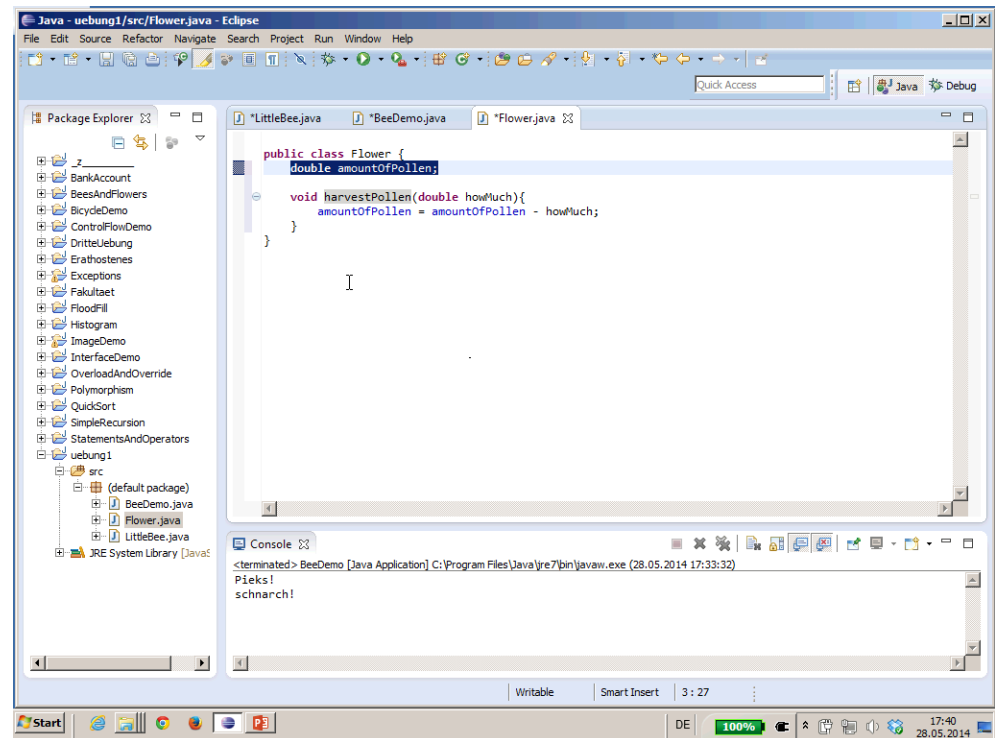 Java - uebung1/src/Flower.java - Eclipse
File Edit Source Refactor Navigate Search Project Run Window Help
Quick Access
Java
Debug
Package Explorer
_z________
BankAccount
BeesAndFlowers
BicycleDemo
ControlFlowDemo
DritteUebung
Erathostenes
Exceptions
Fakultaet
FloodFill
Histogram
ImageDemo
InterfaceDemo
OverloadAndOverride
Polymorphism
QuickSort
SimpleRecursion
StatementsAndOperators
uebung1
src
(default package)
BeeDemo.java
Flower.java
LittleBee.java
JRE System Library [JavaS
*LittleBee.java
*BeeDemo.java
*Flower.java
public class Flower {
double amountOfPollen;
void harvestPollen(double howMuch){
amountOfPollen = amountOfPollen - howMuch;
}
}
Console
<terminated> BeeDemo [Java Application] C:\Program Files\Java\jre7\bin\javaw.exe (28.05.2014 17:33:32)
Pieks!
schnarch!
Writable
Smart Insert
3 : 27
Start
DE
100%
17:40
28.05.2014